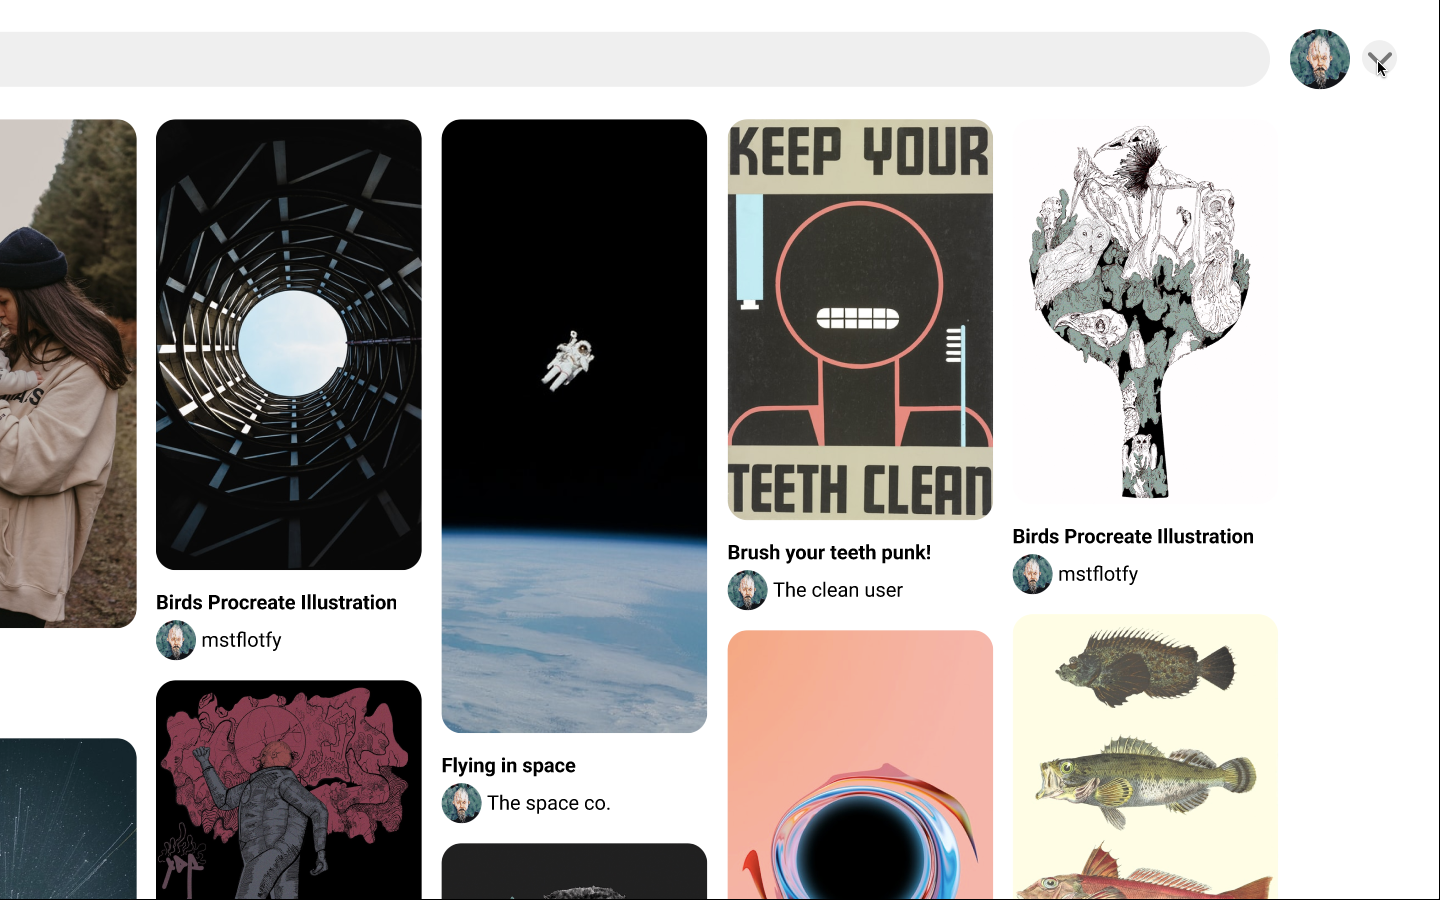 KEEP YOUR
TEETH CLEAN
Birds Procreate Illustration
mstflotfy
Flying in space
The space co.
Brush your teeth punk!
The clean user
Birds Procreate Illustration
mstflotfy